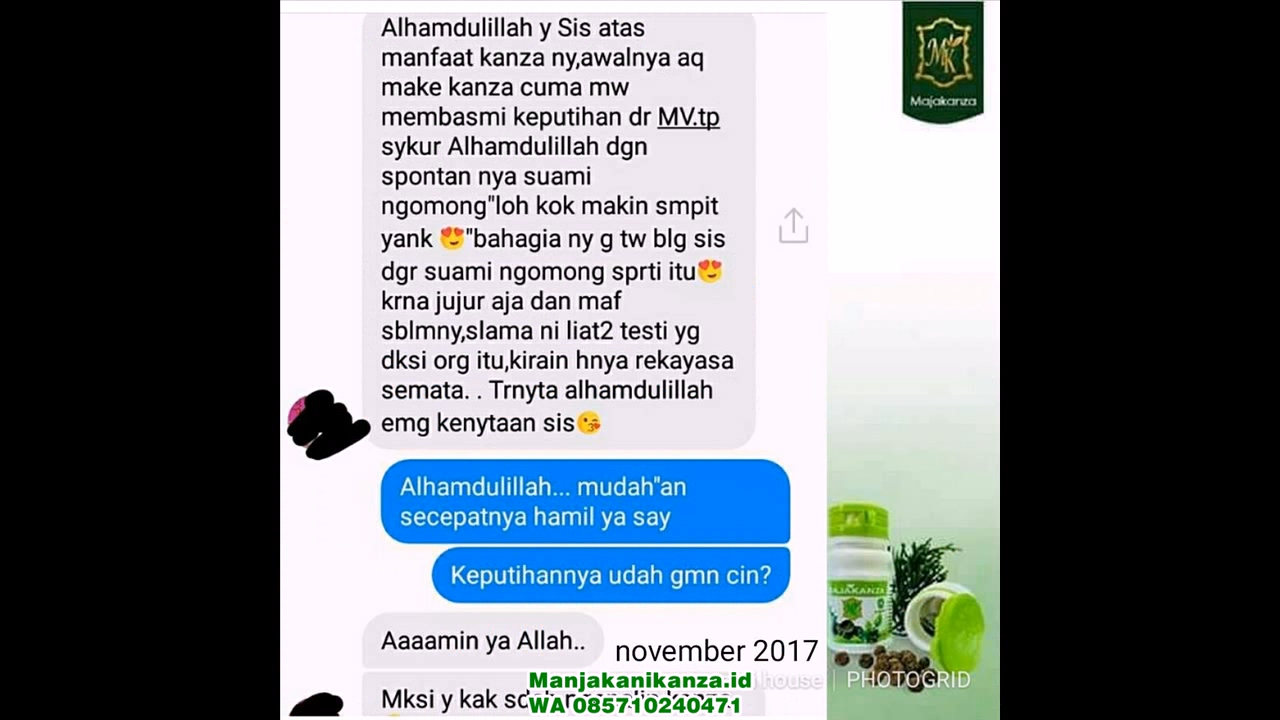 Alhamdulillah y Sis atas
manfaat kanza ny,awalnya aq
make kanza cuma mw
membasmi keputihan dr MV.tp
sykur Alhamdulillah dgn
spontan nya suami
ngomong"loh kok makin smpit
yank 😍"bahagia ny g tw blg sis
dgr suami ngomong sprti itu😍
krna jujur aja dan maf
sblmny,slama ni liat2 testi yg
dksi org itu,kirain hnya rekayasa
semata. . Trnyta alhamdulillah
emg kenytaan sis😘
Alhamdulillah... mudah"an
secepatnya hamil ya say
Keputihannya udah gmn cin?
Aaaamin ya Allah..
Mksi y kak
november 2017
Manjakanikanza.id
WA 085710240471
house | PHOTOGRID
MK
Majakanza
MAJAKANZA